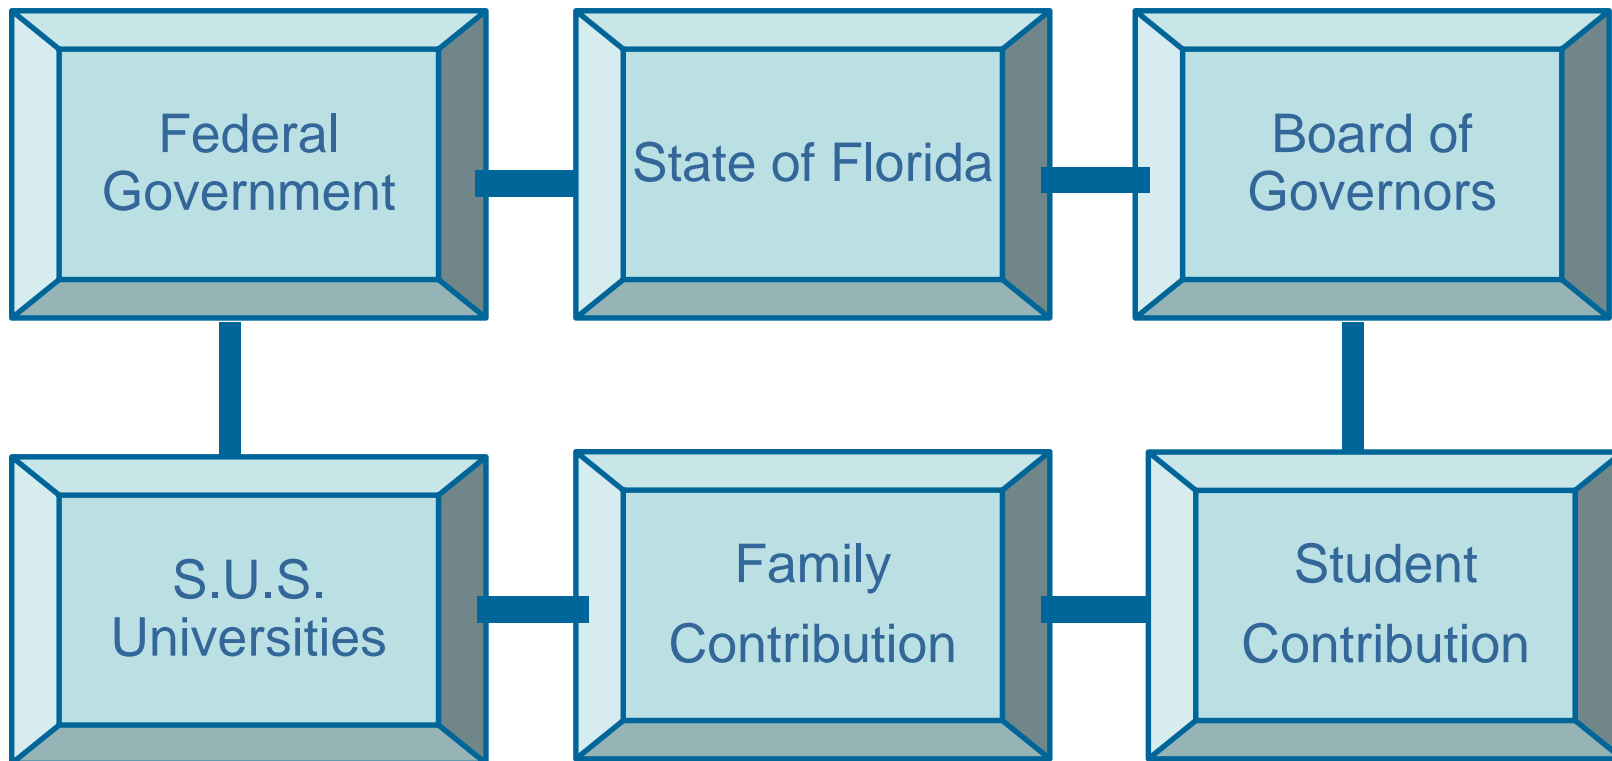 Federal
Government
State of Florida
Board of
Governors
S.U.S.
Universities
Family
Contribution
Student
Contribution